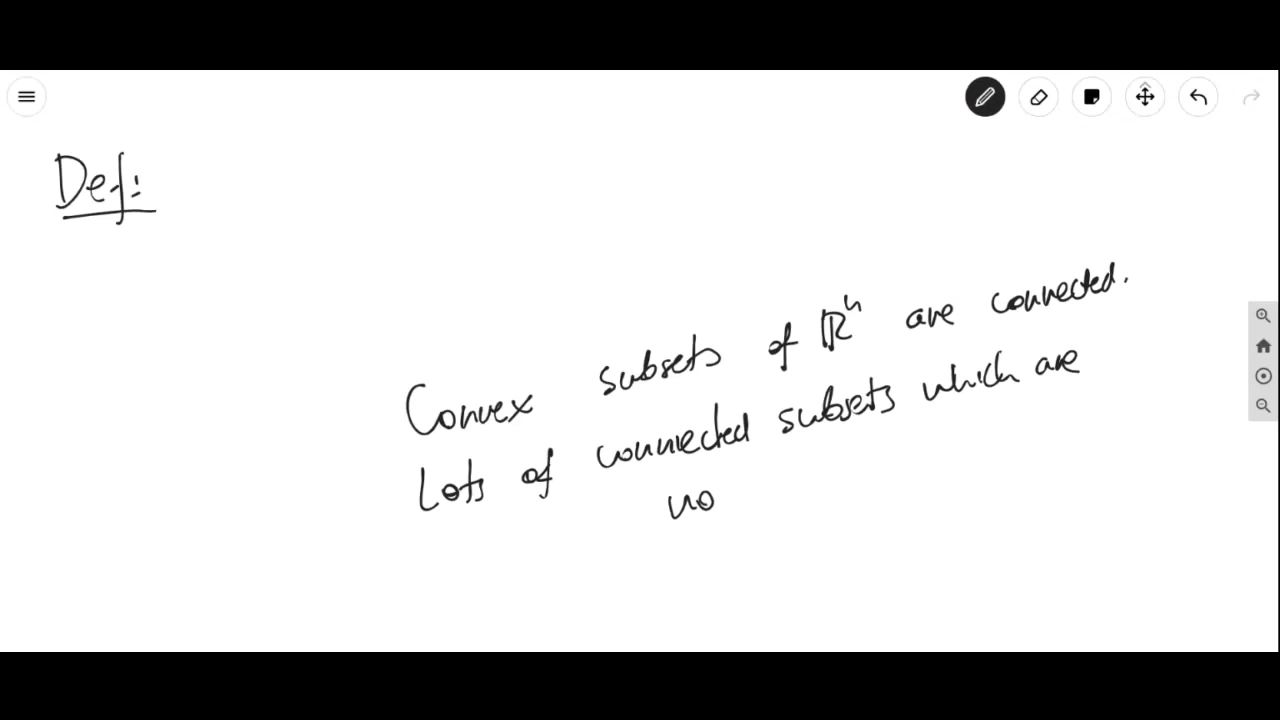 Def:
Convex subsets of ℝⁿ are connected.
Lots of connected subsets which are
no